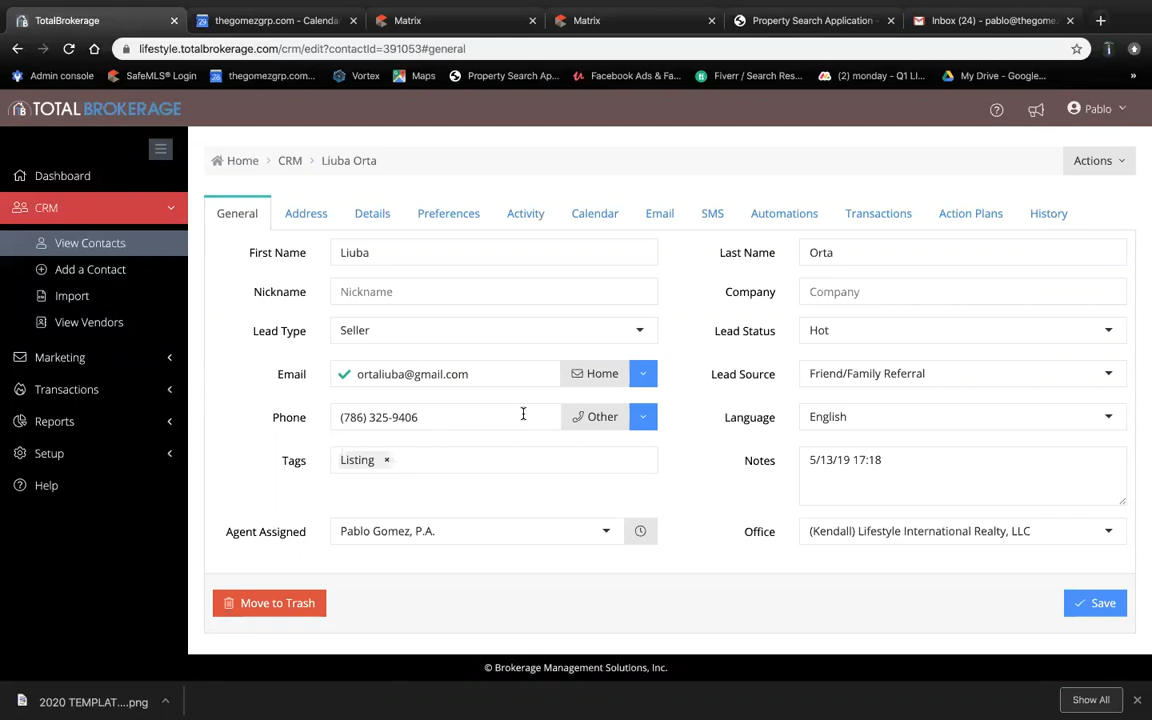 TotalBrokerage
thegomezgrp.com - Calenda
Matrix
Matrix
Property Search Application -
Inbox (24) - pablo@thegome
lifestyle.totalbrokerage.com/crm/edit?contactId=391053#general
Admin console
SafeMLS® Login
thegomezgrp.com...
Vortex
Maps
Property Search Ap...
Facebook Ads & Fa...
Fiverr / Search Res...
(2) monday - Q1 LI...
My Drive - Google...
»
TOTALBROKERAGE
Pablo
Dashboard
CRM
View Contacts
Add a Contact
Import
View Vendors
Marketing
Transactions
Reports
Setup
Help
Home > CRM > Liuba Orta
Actions
General Address Details Preferences Activity Calendar Email SMS Automations Transactions Action Plans History
First Name Liuba Last Name Orta
Nickname Nickname Company Company
Lead Type Seller Lead Status Hot
Email ortaliuba@gmail.com Home Lead Source Friend/Family Referral
Phone (786) 325-9406 Other Language English
Tags Listing × Notes 5/13/19 17:18
Agent Assigned Pablo Gomez, P.A. Office (Kendall) Lifestyle International Realty, LLC
Move to Trash Save
© Brokerage Management Solutions, Inc.
2020 TEMPLAT....png
Show All